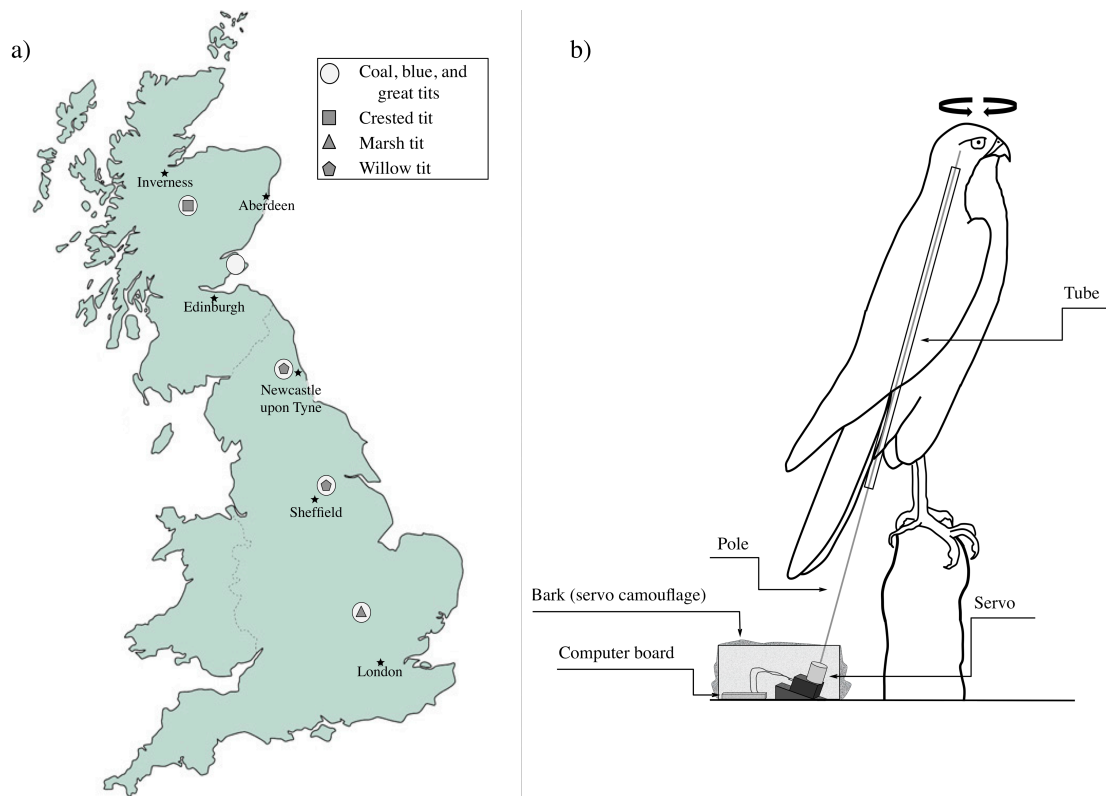 a)
Coal, blue, and
great tits
Crested tit
Marsh tit
Willow tit
Inverness
Aberdeen
Edinburgh
Newcastle
upon Tyne
Sheffield
London
b)
Tube
Pole
Bark (servo camouflage)
Servo
Computer board